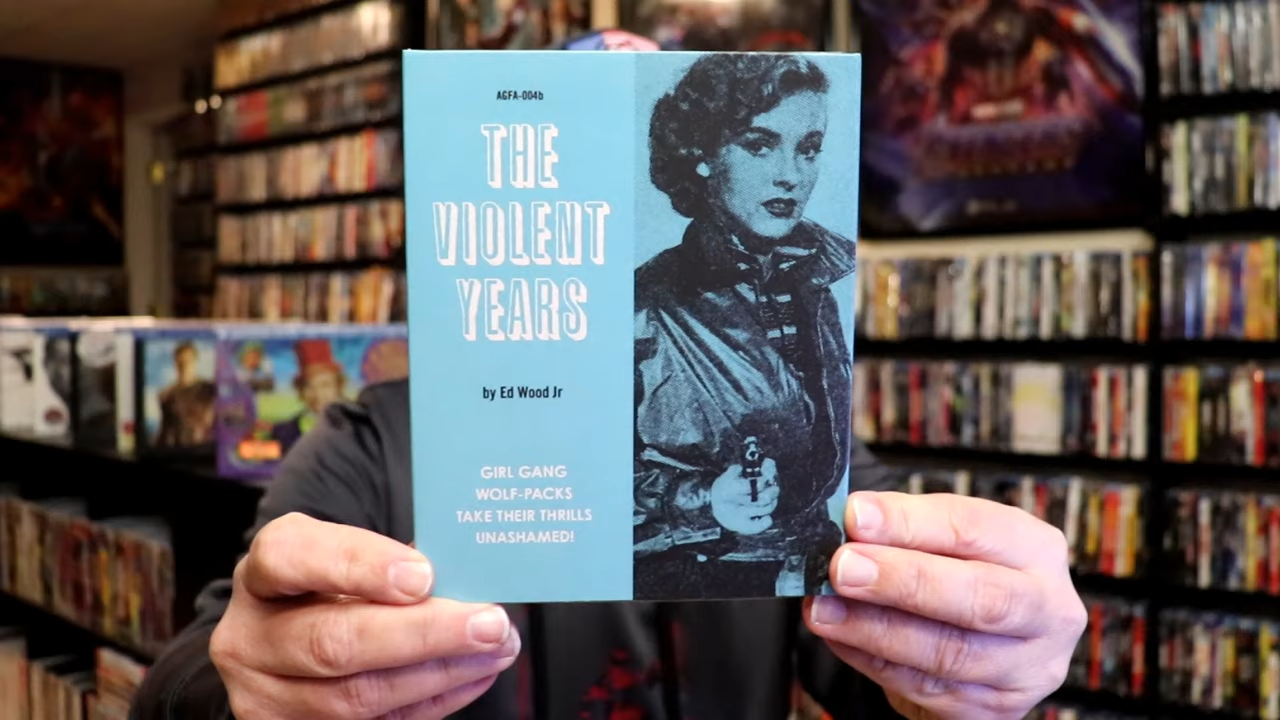 AGFA-004b
THE
VIOLENT
YEARS
by Ed Wood Jr
GIRL GANG
WOLF-PACKS
TAKE THEIR THRILLS
UNASHAMED!